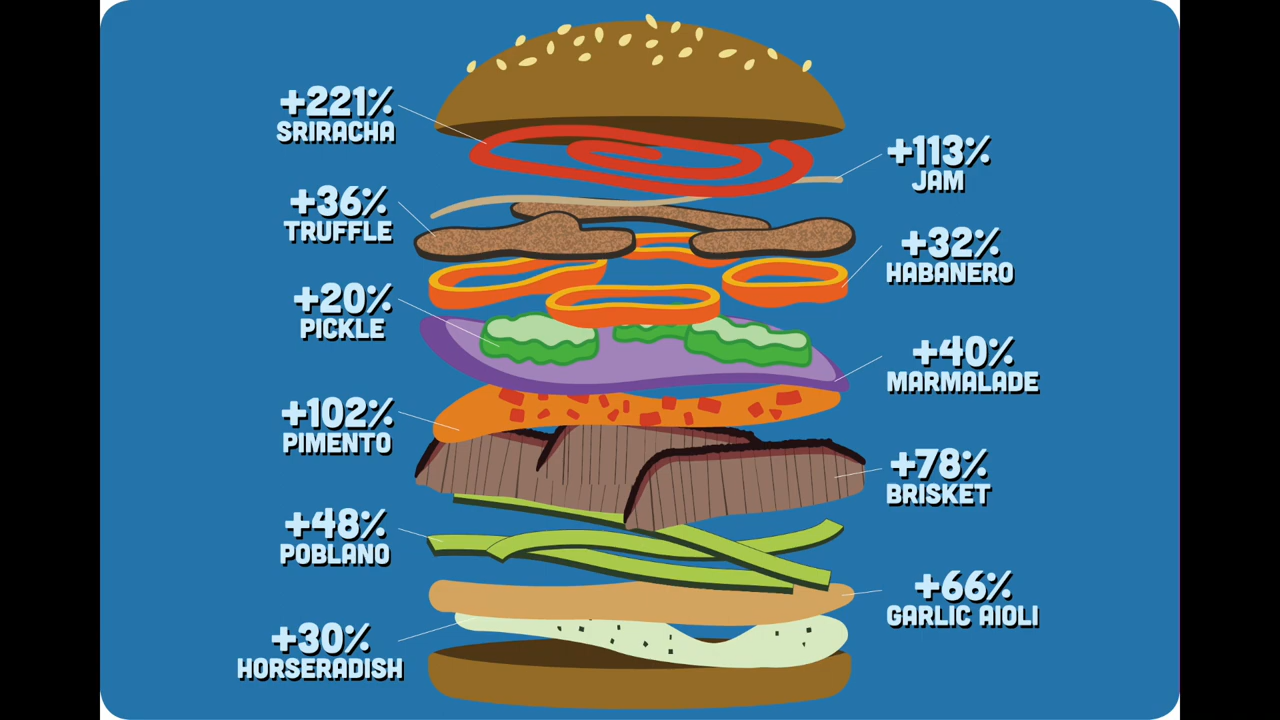 +221%
SRIRACHA
+113%
JAM
+36%
TRUFFLE
+32%
HABANERO
+20%
PICKLE
+40%
MARMALADE
+102%
PIMENTO
+78%
BRISKET
+48%
POBLANO
+66%
GARLIC AIOLI
+30%
HORSERADISH